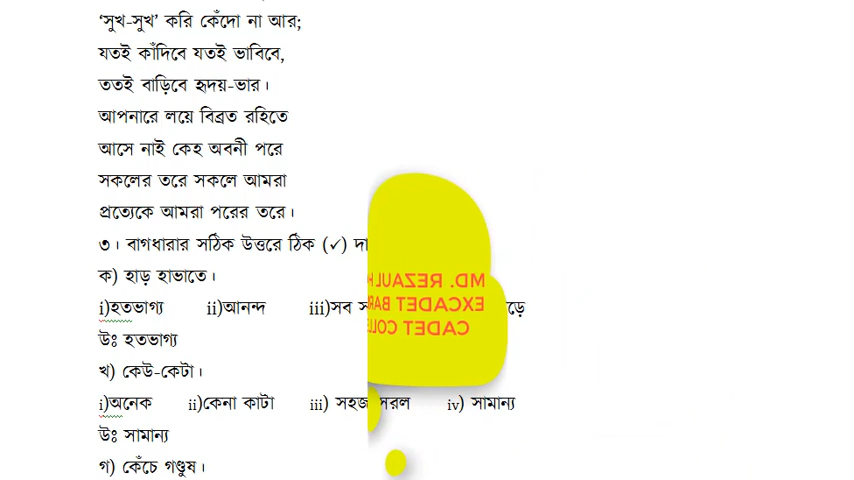 ‘সুখ-সুখ’ করি কেঁদো না আর;
যতই কাঁদিবে যতই ভাবিবে,
ততই বাড়িবে হৃদয়-ভার।
আপনারে লয়ে বিব্রত রহিতে
আসে নাই কেহ অবনী পরে
সকলের তরে সকলে আমরা
প্রত্যেকে আমরা পরের তরে।
৩। বাগধারার সঠিক উত্তরে ঠিক (✓)
ক) হাড় হাভাতে।
i)হতভাগ্য ii)আনন্দ iii)সব
উঃ হতভাগ্য
খ) কেউ-কেটা।
i)অনেক ii)কেনা কাটা iii) সহজ সরল iv) সামান্য
উঃ সামান্য
গ) কেঁচে গণ্ডুষ।
MD. REZAUL
EXCADET
CADET